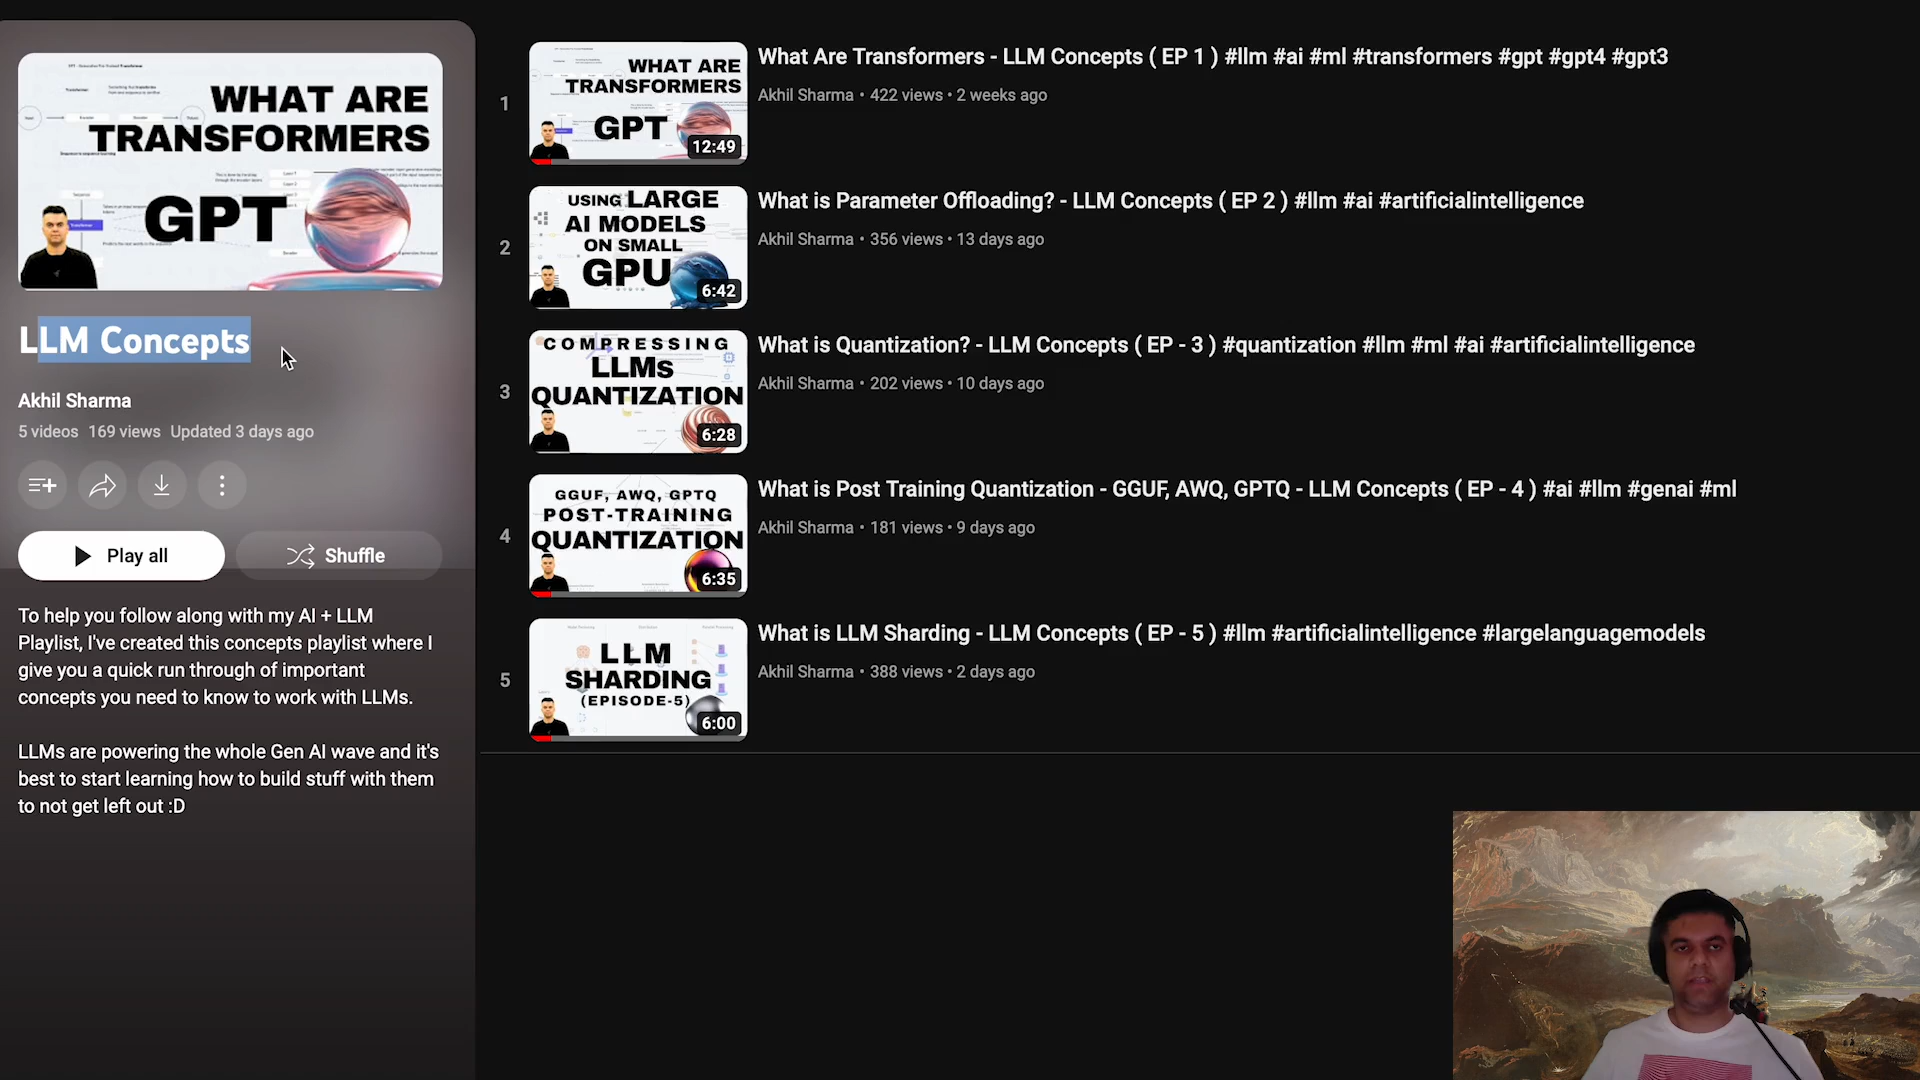 WHAT ARE
TRANSFORMERS
GPT
LLM Concepts
Akhil Sharma
5 videos 169 views Updated 3 days ago
Play all
Shuffle
To help you follow along with my AI + LLM
Playlist, I've created this concepts playlist where I
give you a quick run through of important
concepts you need to know to work with LLMs.
LLMs are powering the whole Gen AI wave and it's
best to start learning how to build stuff with them
to not get left out :D
1
WHAT ARE
TRANSFORMERS
GPT
12:49
What Are Transformers - LLM Concepts ( EP 1 ) #llm #ai #ml #transformers #gpt #gpt4 #gpt3
Akhil Sharma • 422 views • 2 weeks ago
2
USING LARGE
AI MODELS
ON SMALL
GPU
6:42
What is Parameter Offloading? - LLM Concepts ( EP 2 ) #llm #ai #artificialintelligence
Akhil Sharma • 356 views • 13 days ago
3
COMPRESSING
LLMs
QUANTIZATION
6:28
What is Quantization? - LLM Concepts ( EP - 3 ) #quantization #llm #ml #ai #artificialintelligence
Akhil Sharma • 202 views • 10 days ago
4
GGUF, AWQ, GPTQ
POST-TRAINING
QUANTIZATION
6:35
What is Post Training Quantization - GGUF, AWQ, GPTQ - LLM Concepts ( EP - 4 ) #ai #llm #genai #ml
Akhil Sharma • 181 views • 9 days ago
5
LLM
SHARDING
(EPISODE-5)
6:00
What is LLM Sharding - LLM Concepts ( EP - 5 ) #llm #artificialintelligence #largelanguagemodels
Akhil Sharma • 388 views • 2 days ago